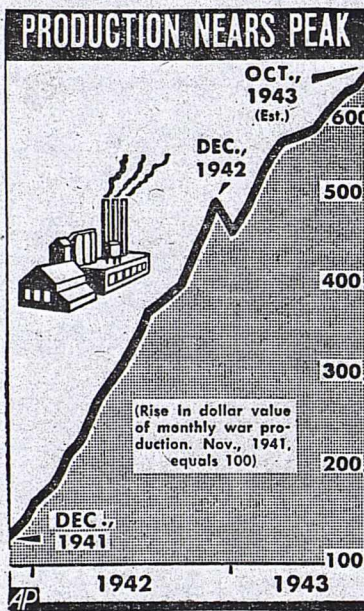 PRODUCTION NEARS PEAK
OCT.,
1943
(Est.)
600
DEC.,
1942
500
400
300
(Rise in dollar value
of monthly war pro-
duction. Nov., 1941,
equals 100)
200
DEC.,
1941
100
1942
1943
AP